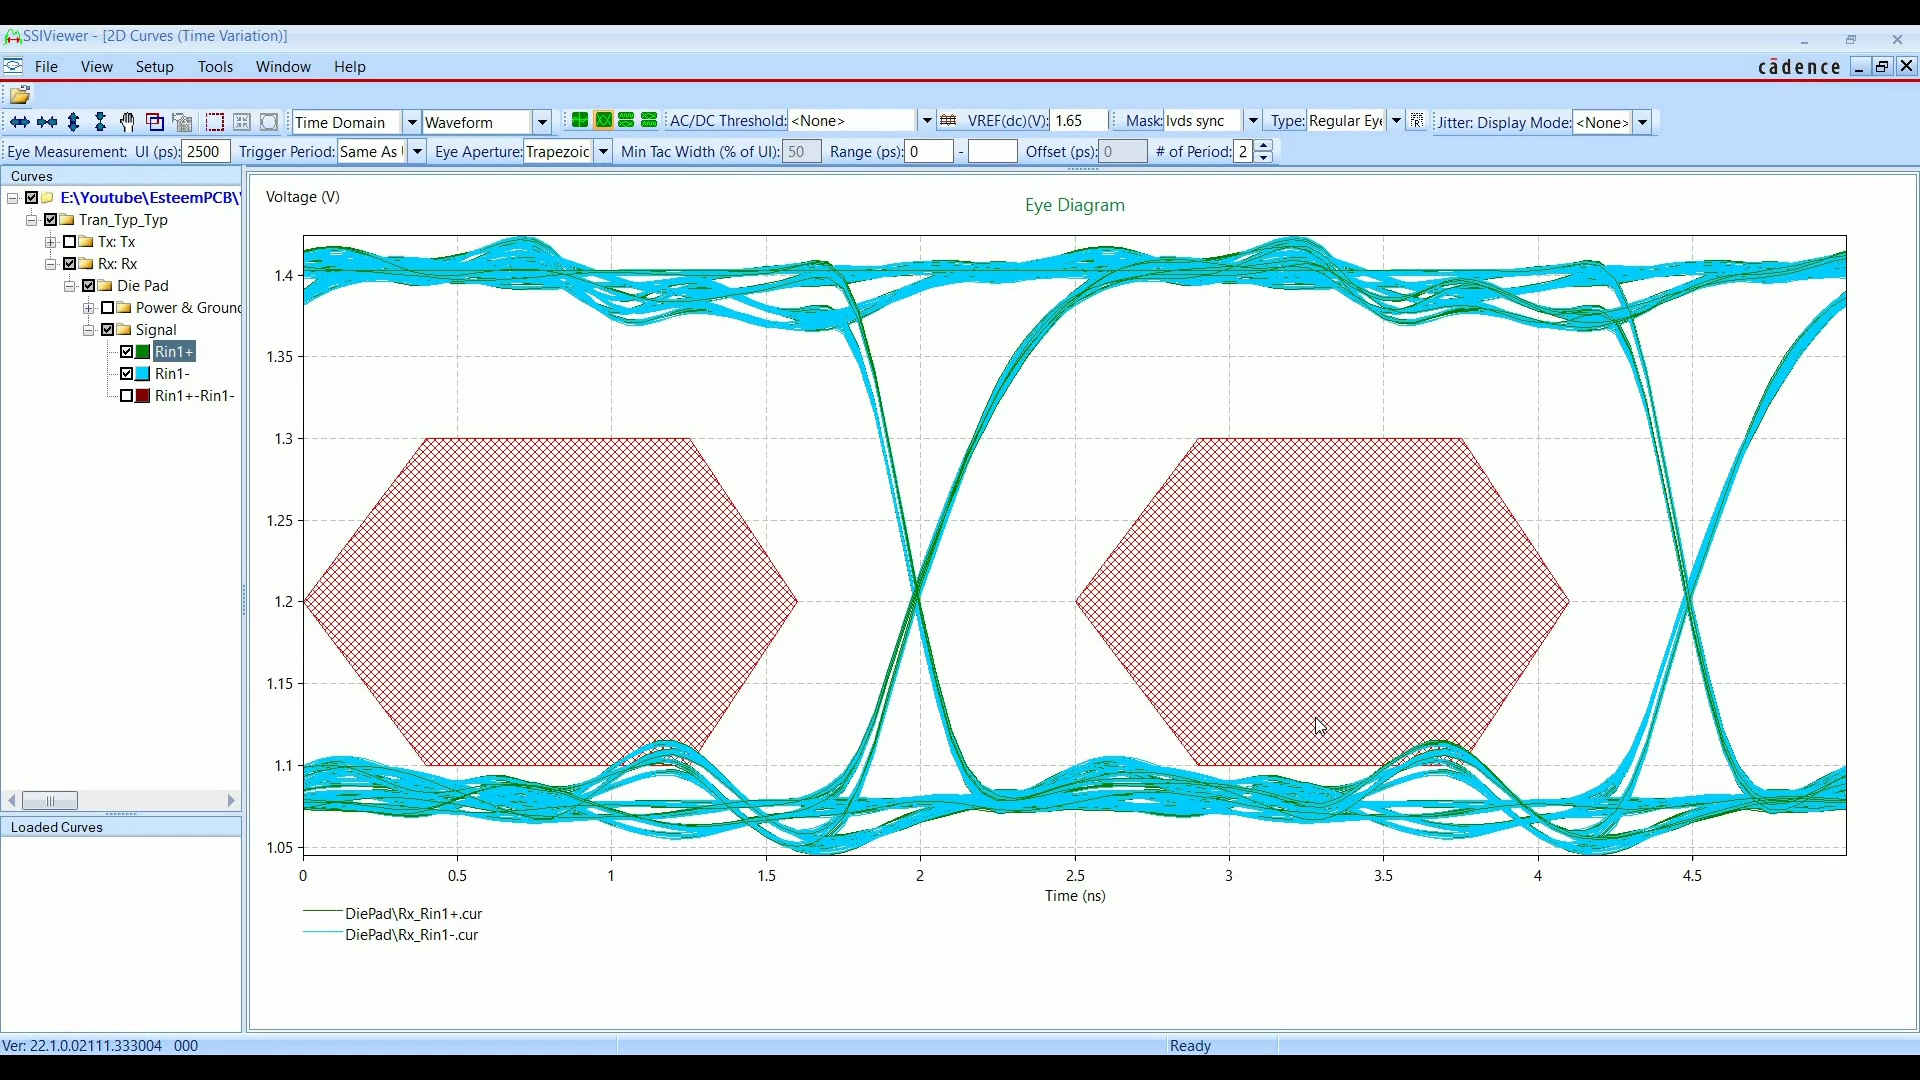 SSIViewer - [2D Curves (Time Variation)]
File View Setup Tools Window Help
cādence
Time Domain Waveform AC/DC Threshold: <None> VREF(dc)(V): 1.65 Mask: lvds sync Type: Regular Eye Jitter: Display Mode: <None>
Eye Measurement: UI (ps): 2500 Trigger Period: Same As Eye Aperture: Trapezoic Min Tac Width (% of UI): 50 Range (ps): 0 - Offset (ps): 0 # of Period: 2
Curves
E:\Youtube\EsteemPCB\
Tran_Typ_Typ
Tx: Tx
Rx: Rx
Die Pad
Power & Ground
Signal
Rin1+
Rin1-
Rin1+-Rin1-
Loaded Curves
Voltage (V)
Eye Diagram
1.4
1.35
1.3
1.25
1.2
1.15
1.1
1.05
0 0.5 1 1.5 2 2.5 3 3.5 4 4.5
Time (ns)
DiePad\Rx_Rin1+.cur
DiePad\Rx_Rin1-.cur
Ver: 22.1.0.02111.333004 000
Ready